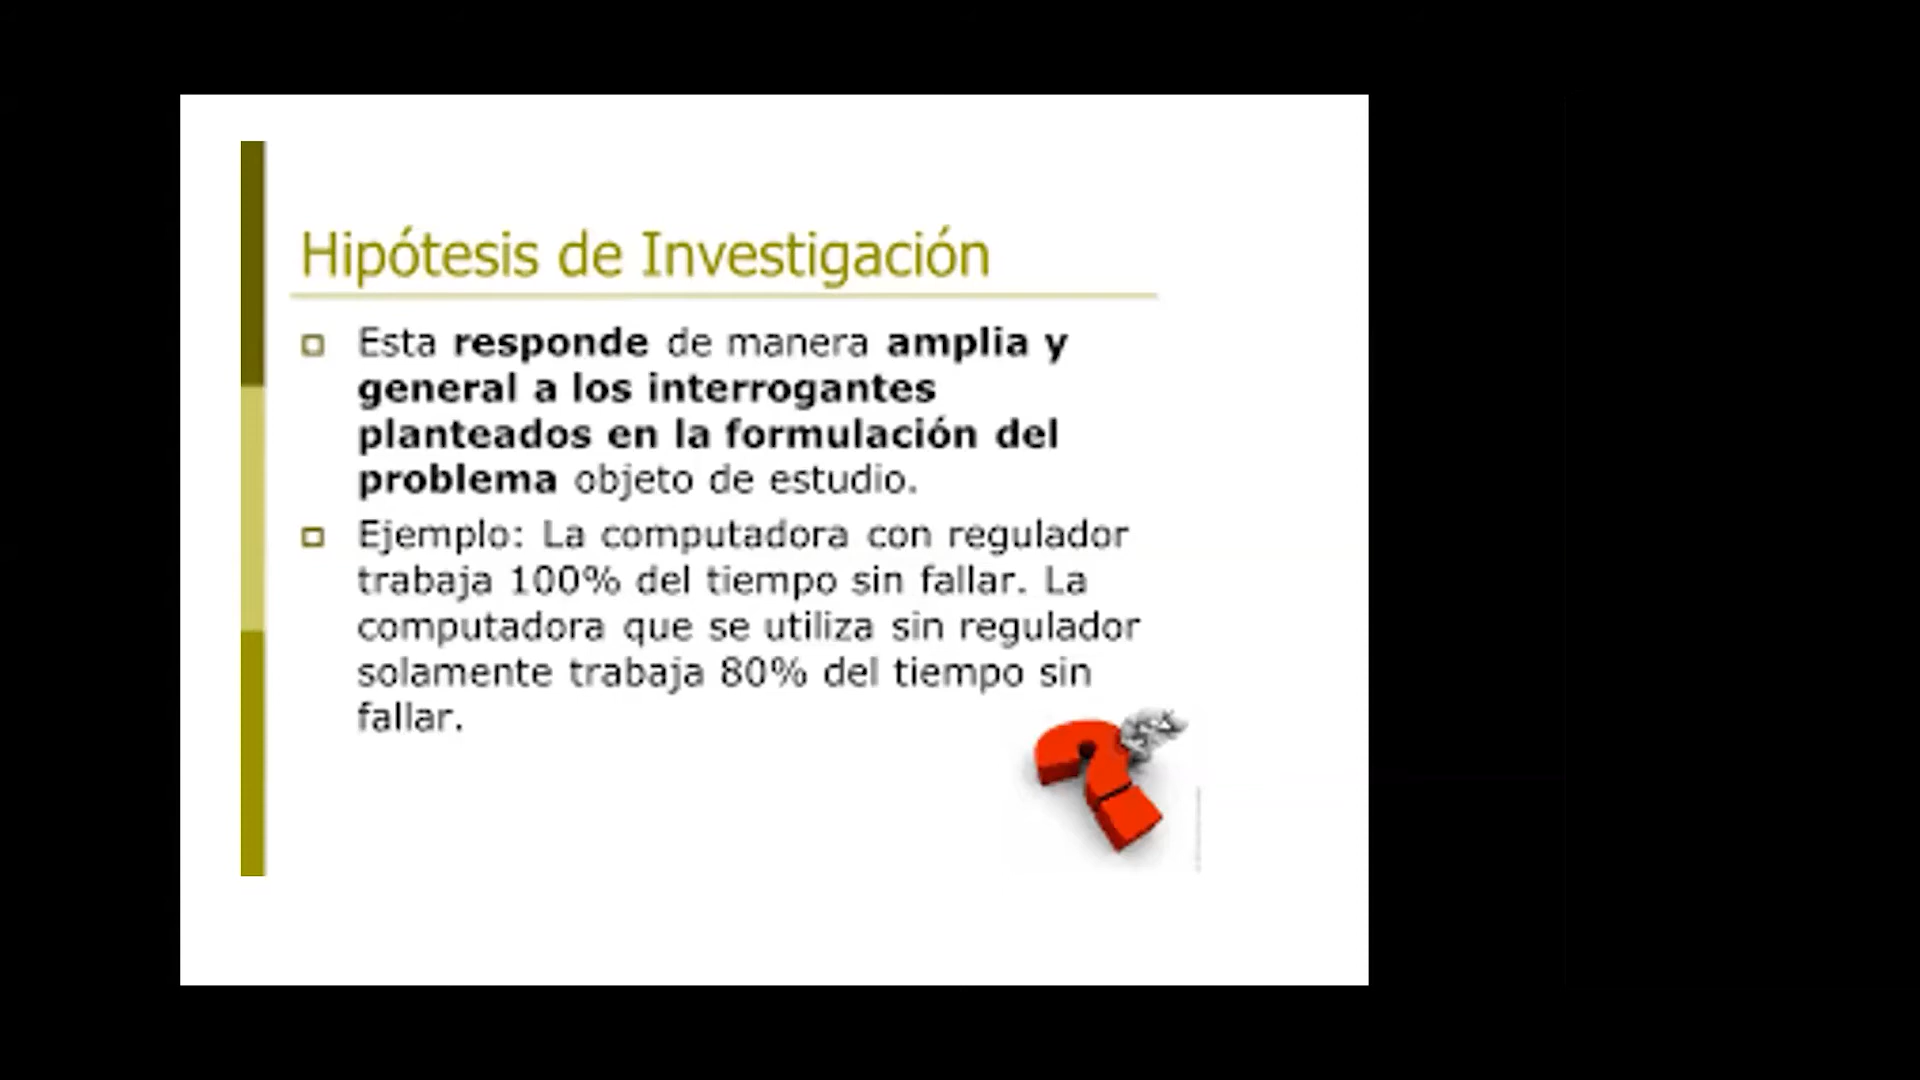 Hipótesis de Investigación
Esta responde de manera amplia y
general a los interrogantes
planteados en la formulación del
problema objeto de estudio.
Ejemplo: La computadora con regulador
trabaja 100% del tiempo sin fallar. La
computadora que se utiliza sin regulador
solamente trabaja 80% del tiempo sin
fallar.